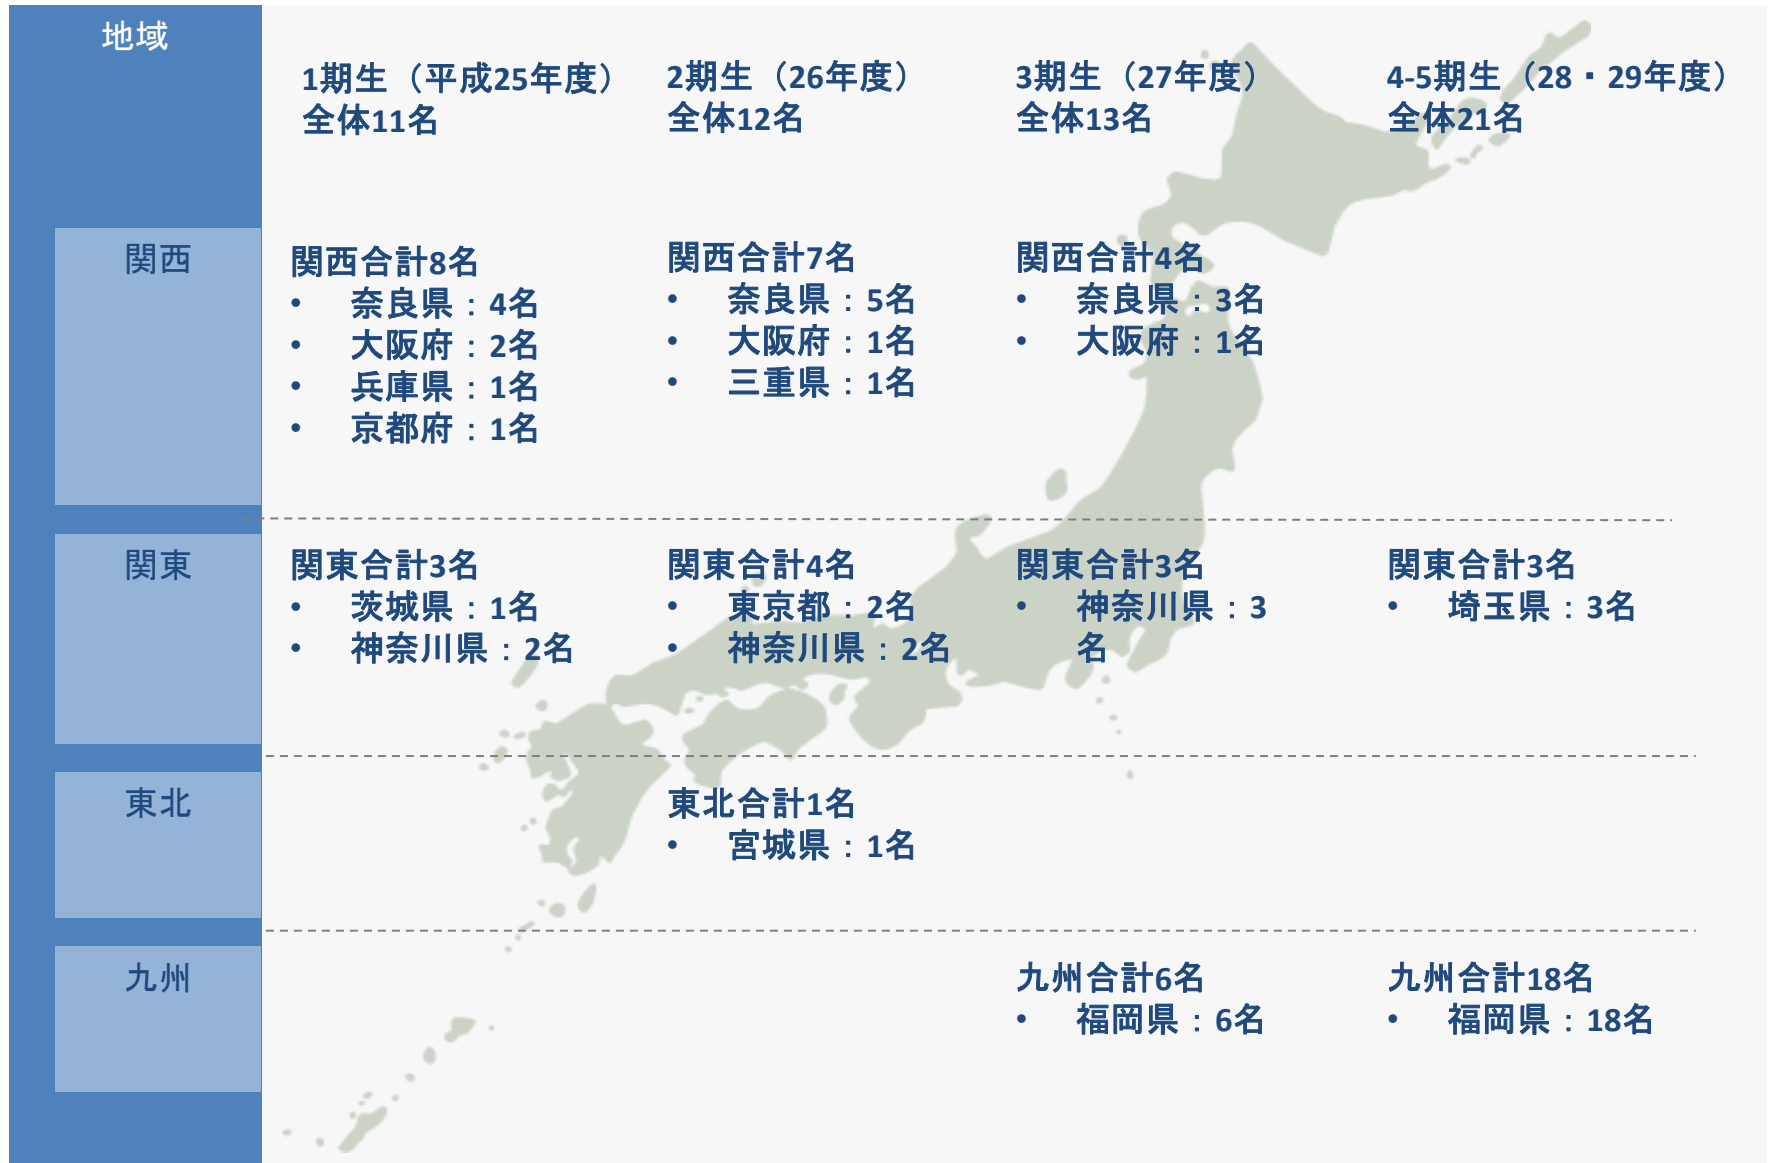 地域
1期生（平成25年度）
全体11名
2期生（26年度）
全体12名
3期生（27年度）
全体13名
4-5期生（28・29年度）
全体21名
関西
関西合計8名
• 奈良県：4名
• 大阪府：2名
• 兵庫県：1名
• 京都府：1名
関西合計7名
• 奈良県：5名
• 大阪府：1名
• 三重県：1名
関西合計4名
• 奈良県：3名
• 大阪府：1名
関東
関東合計3名
• 茨城県：1名
• 神奈川県：2名
関東合計4名
• 東京都：2名
• 神奈川県：2名
関東合計3名
• 神奈川県：3
名
関東合計3名
• 埼玉県：3名
東北
東北合計1名
• 宮城県：1名
九州
九州合計6名
• 福岡県：6名
九州合計18名
• 福岡県：18名